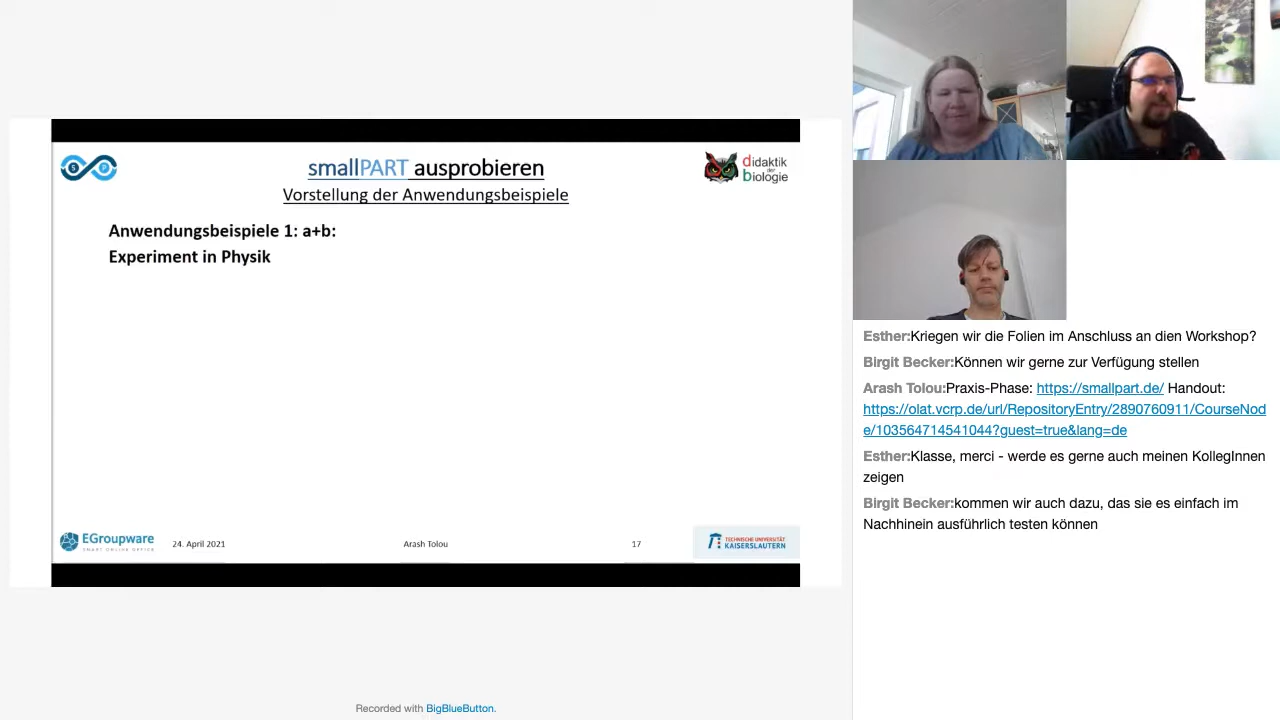 S P
smallPART ausprobieren
didaktik
der
biologie
Vorstellung der Anwendungsbeispiele
Anwendungsbeispiele 1: a+b:
Experiment in Physik
EGroupware
SMART ONLINE OFFICE
24. April 2021
Arash Tolou
17
TECHNISCHE UNIVERSITÄT
KAISERSLAUTERN
Esther:Kriegen wir die Folien im Anschluss an dien Workshop?
Birgit Becker:Können wir gerne zur Verfügung stellen
Arash Tolou:Praxis-Phase: https://smallpart.de/ Handout:
https://olat.vcrp.de/url/RepositoryEntry/2890760911/CourseNod
e/103564714541044?guest=true&lang=de
Esther:Klasse, merci - werde es gerne auch meinen KollegInnen
zeigen
Birgit Becker:kommen wir auch dazu, das sie es einfach im
Nachhinein ausführlich testen können
Recorded with BigBlueButton.